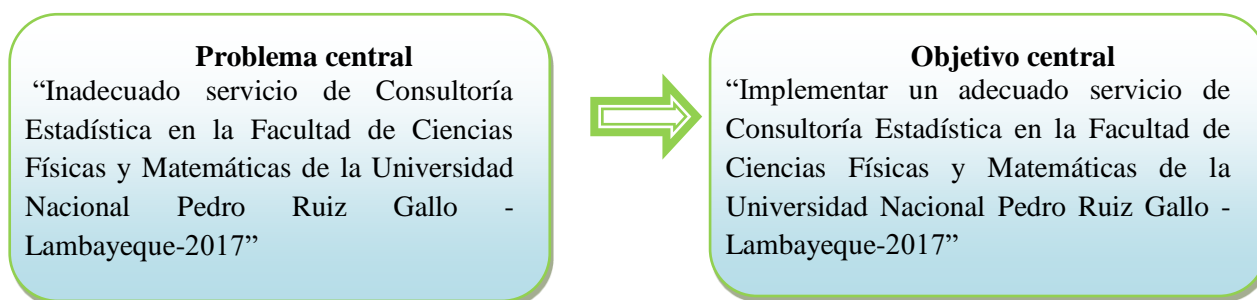 Problema central
“Inadecuado servicio de Consultoría
Estadística en la Facultad de Ciencias
Físicas y Matemáticas de la Universidad
Nacional Pedro Ruiz Gallo -
Lambayeque-2017”
Objetivo central
“Implementar un adecuado servicio de
Consultoría Estadística en la Facultad de
Ciencias Físicas y Matemáticas de la
Universidad Nacional Pedro Ruiz Gallo -
Lambayeque-2017”